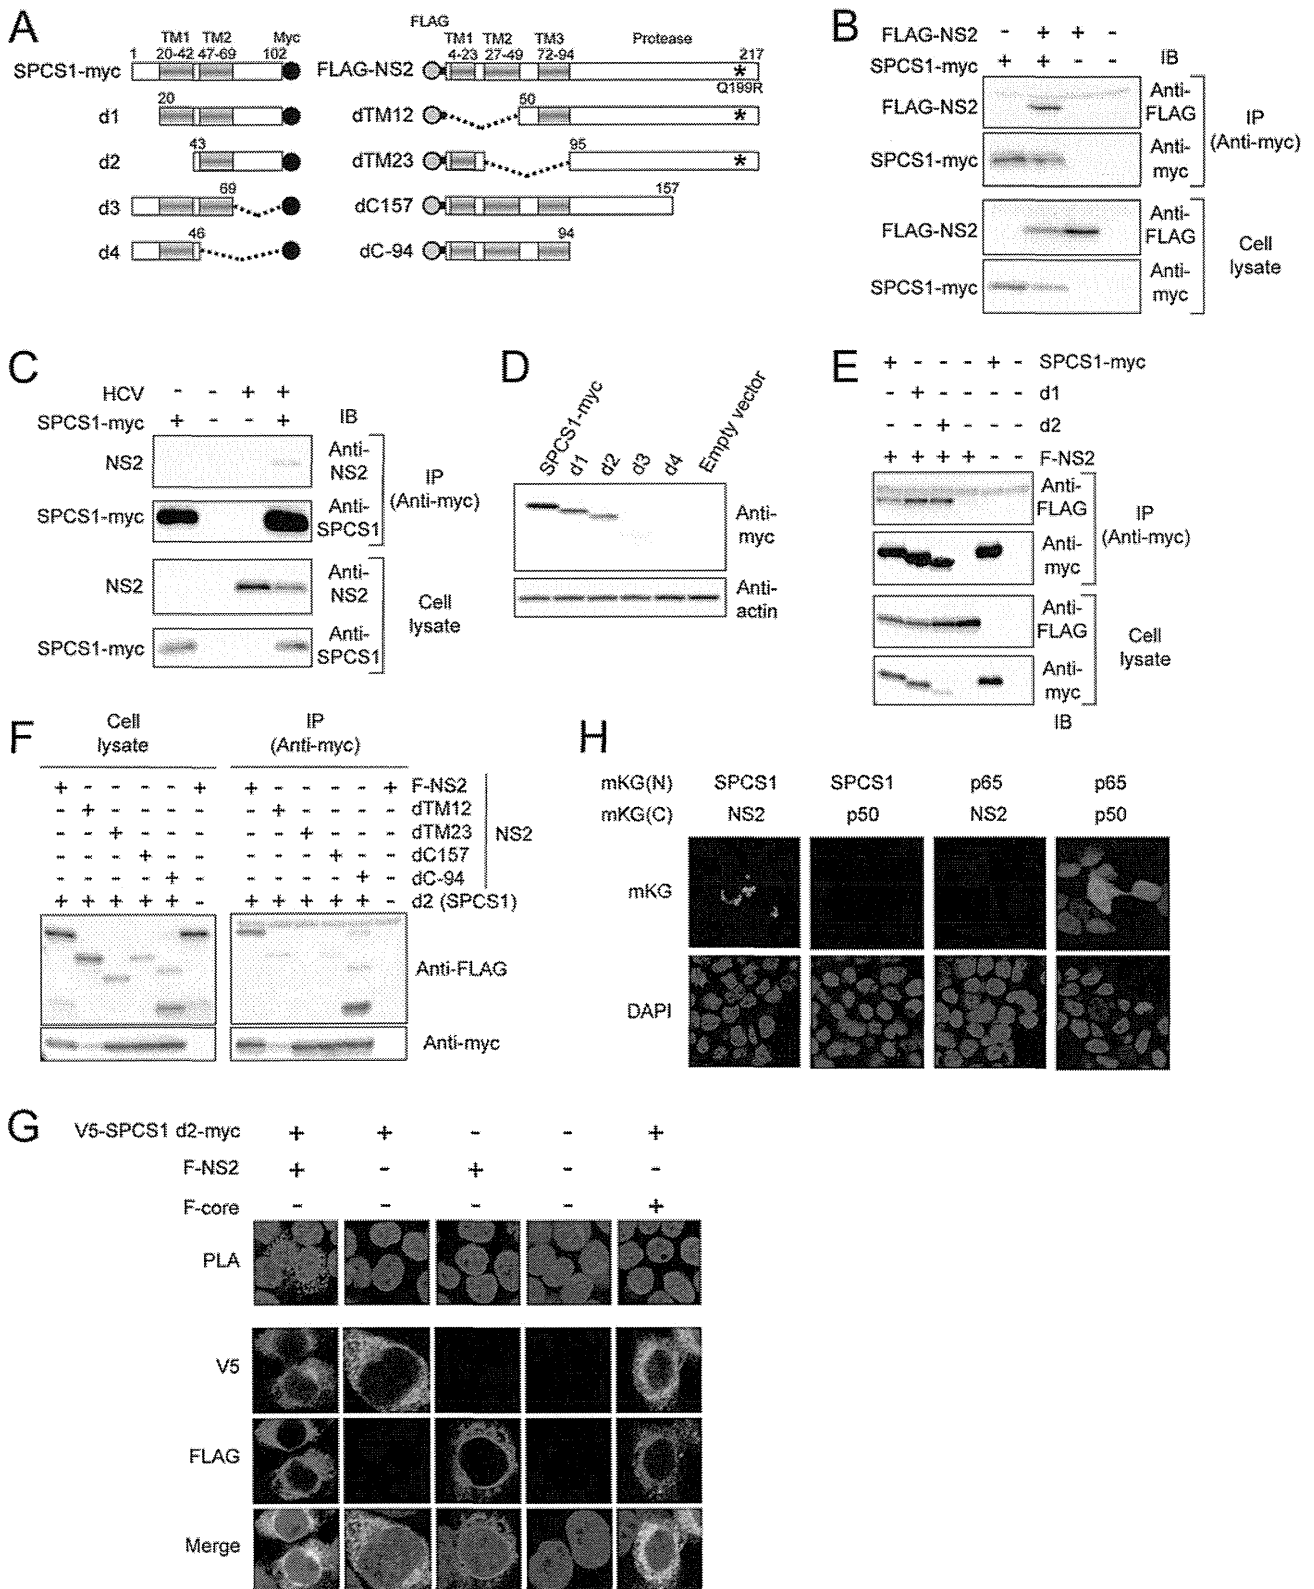 A
FLAG
TM1 TM2 Myc
1 20-42 47-69 102
SPCS1-myc
d1
20
d2
43
d3
69
d4
46
TM1 TM2 TM3 Protease
4-23 27-49 72-94 217
FLAG-NS2
*
Q199R
dTM12
50
*
dTM23
95
*
dC157
157
dC-94
94
B
FLAG-NS2 - + + -
SPCS1-myc + + - - IB
FLAG-NS2 Anti-FLAG
SPCS1-myc Anti-myc
IP (Anti-myc)
FLAG-NS2 Anti-FLAG
SPCS1-myc Anti-myc
Cell lysate
C
HCV - - + +
SPCS1-myc + - - + IB
NS2 Anti-NS2
SPCS1-myc Anti-SPCS1
IP (Anti-myc)
NS2 Anti-NS2
SPCS1-myc Anti-SPCS1
Cell lysate
D
SPCS1-myc d1 d2 d3 d4 Empty vector
Anti-myc
Anti-actin
E
+ - - - + - SPCS1-myc
- + - - - - d1
- - + - - - d2
+ + + + - - F-NS2
Anti-FLAG
Anti-myc
IP (Anti-myc)
Anti-FLAG
Anti-myc
Cell lysate
IB
F
Cell lysate
IP (Anti-myc)
+ - - - - + + - - - - + F-NS2
- + - - - - - + - - - - dTM12
- - + - - - - - + - - - dTM23
- - - + - - - - - + - - dC157
- - - - + - - - - - + - dC-94
NS2
+ + + + + - + + + + + - d2 (SPCS1)
Anti-FLAG
Anti-myc
H
mKG(N) SPCS1 SPCS1 p65 p65
mKG(C) NS2 p50 NS2 p50
mKG
DAPI
G
V5-SPCS1 d2-myc + + - - +
F-NS2 + - + - -
F-core - - - - +
PLA
V5
FLAG
Merge